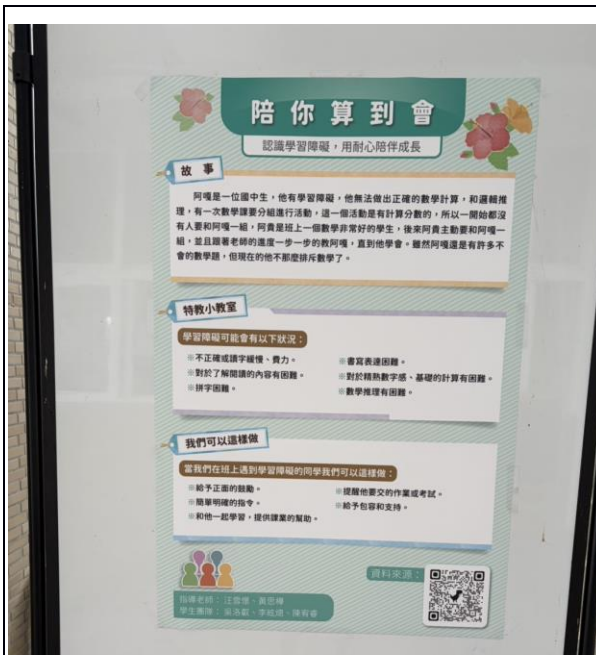 陪你算到會
認識學習障礙，用耐心陪伴成長
故事
阿嘎是一位國中生，他有學習障礙，他無法做出正確的數學計算，和邏輯推
理，有一次數學課要分組進行活動，這一個活動是有計算分數的，所以一開始都沒
有人要和阿嘎一組，阿貴是班上一個數學非常好的學生，後來阿貴主動要和阿嘎一
組，並且跟著老師的進度一步一步的教阿嘎，直到他學會。雖然阿嘎還是有許多不
會的數學題，但現在的他不那麼排斥數學了。
特教小教室
學習障礙可能會有以下狀況：
※不正確或讀字緩慢、費力。
※對於了解閱讀的內容有困難。
※拼字困難。
※書寫表達困難。
※對於精熟數字感、基礎的計算有困難。
※數學推理有困難。
我們可以這樣做
當我們在班上遇到學習障礙的同學我們可以這樣做：
※給予正面的鼓勵。
※簡單明確的指令。
※和他一起學習，提供課業的幫助。
※提醒他要交的作業或考試。
※給予包容和支持。
資料來源：
指導老師：
學生團隊：